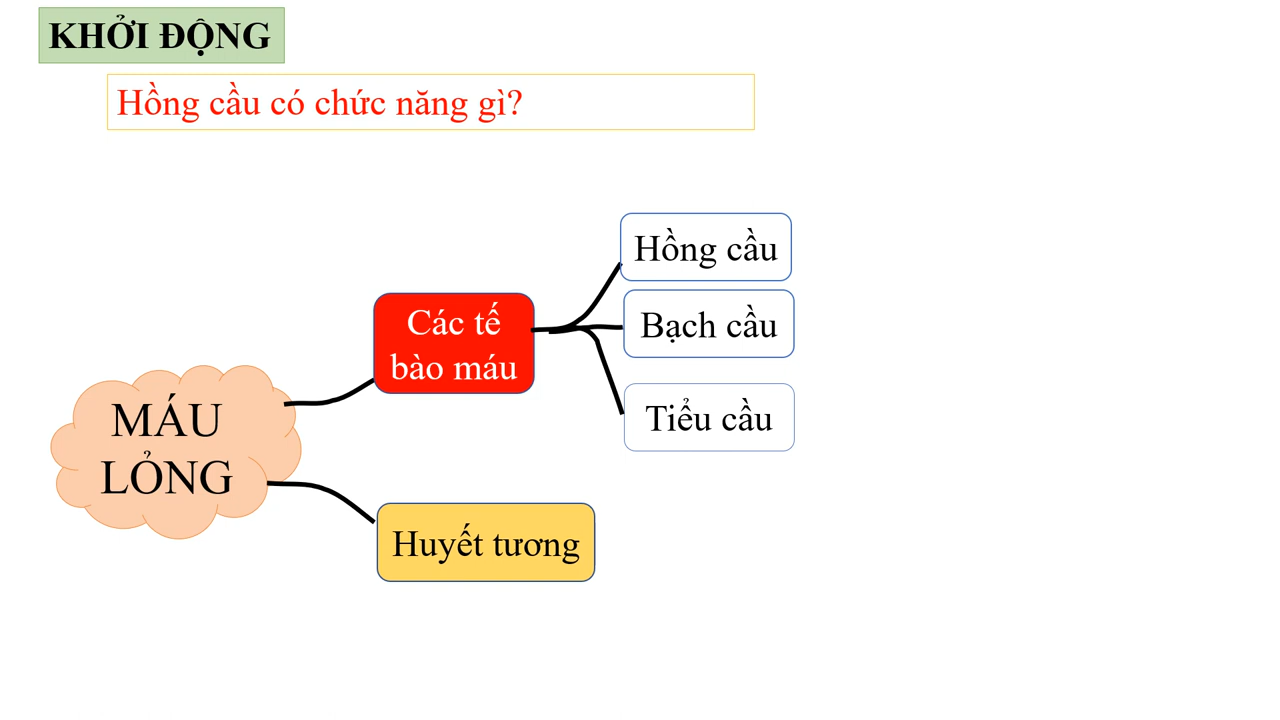 KHỞI ĐỘNG
Hồng cầu có chức năng gì?
Hồng cầu
Các tế
bào máu
Bạch cầu
Tiểu cầu
MÁU
LỎNG
Huyết tương